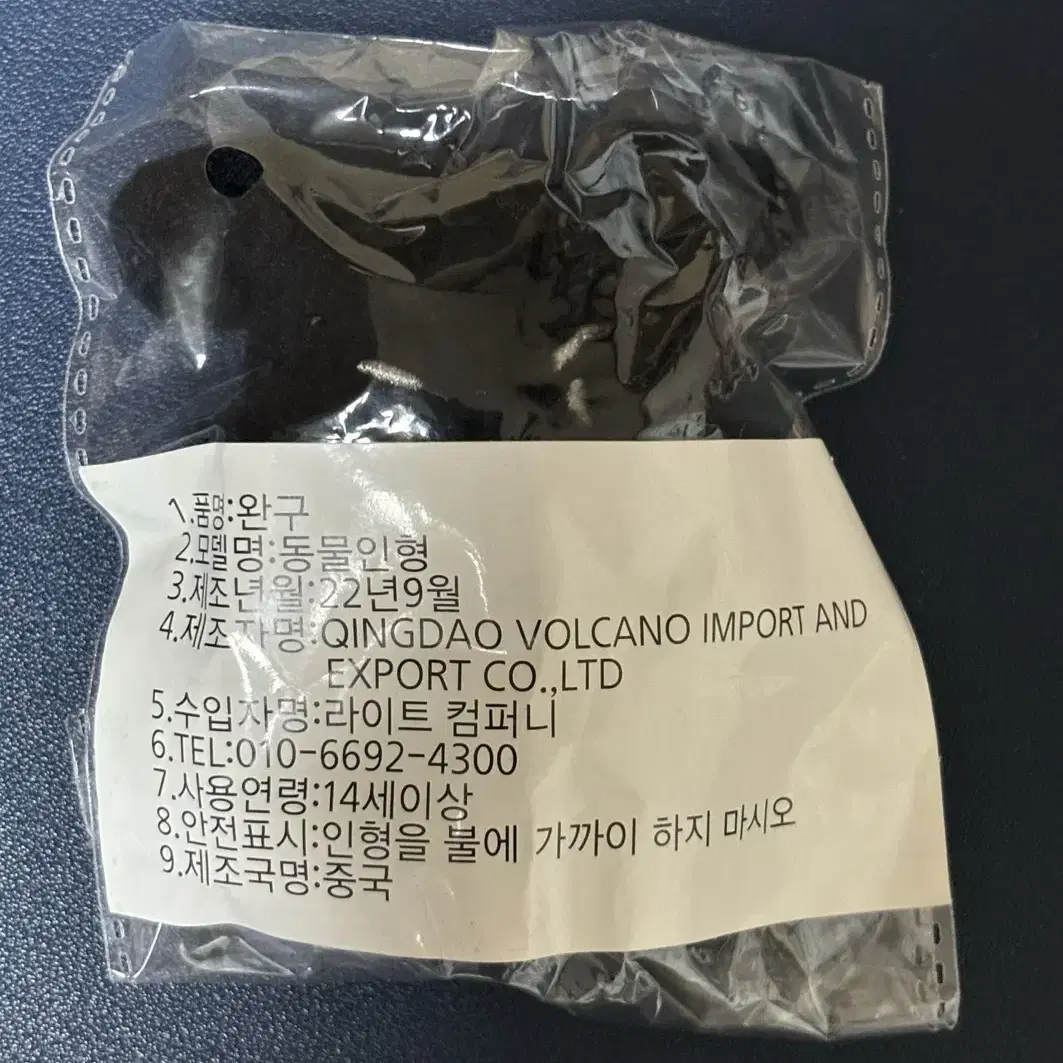 1.품명:완구
2.모델명:동물인형
3.제조년월:22년9월
4.제조자명:QINGDAO VOLCANO IMPORT AND
EXPORT CO.,LTD
5.수입자명:라이트 컴퍼니
6.TEL:010-6692-4300
7.사용연령:14세이상
8.안전표시:인형을 불에 가까이 하지 마시오
9.제조국명:중국